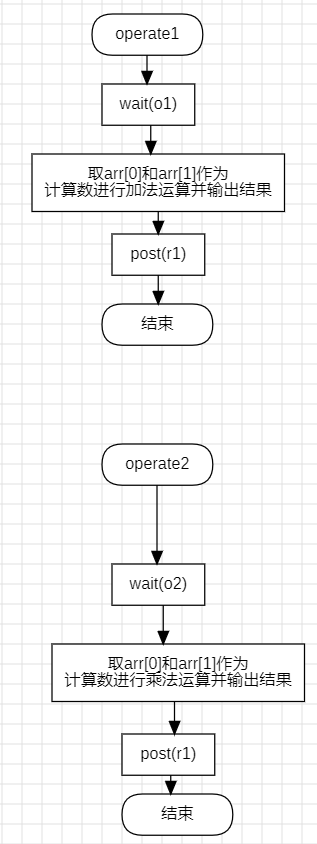 operate1
wait(o1)
取arr[0]和arr[1]作为
计算数进行加法运算并输出结果
post(r1)
结束
operate2
wait(o2)
取arr[0]和arr[1]作为
计算数进行乘法运算并输出结果
post(r1)
结束